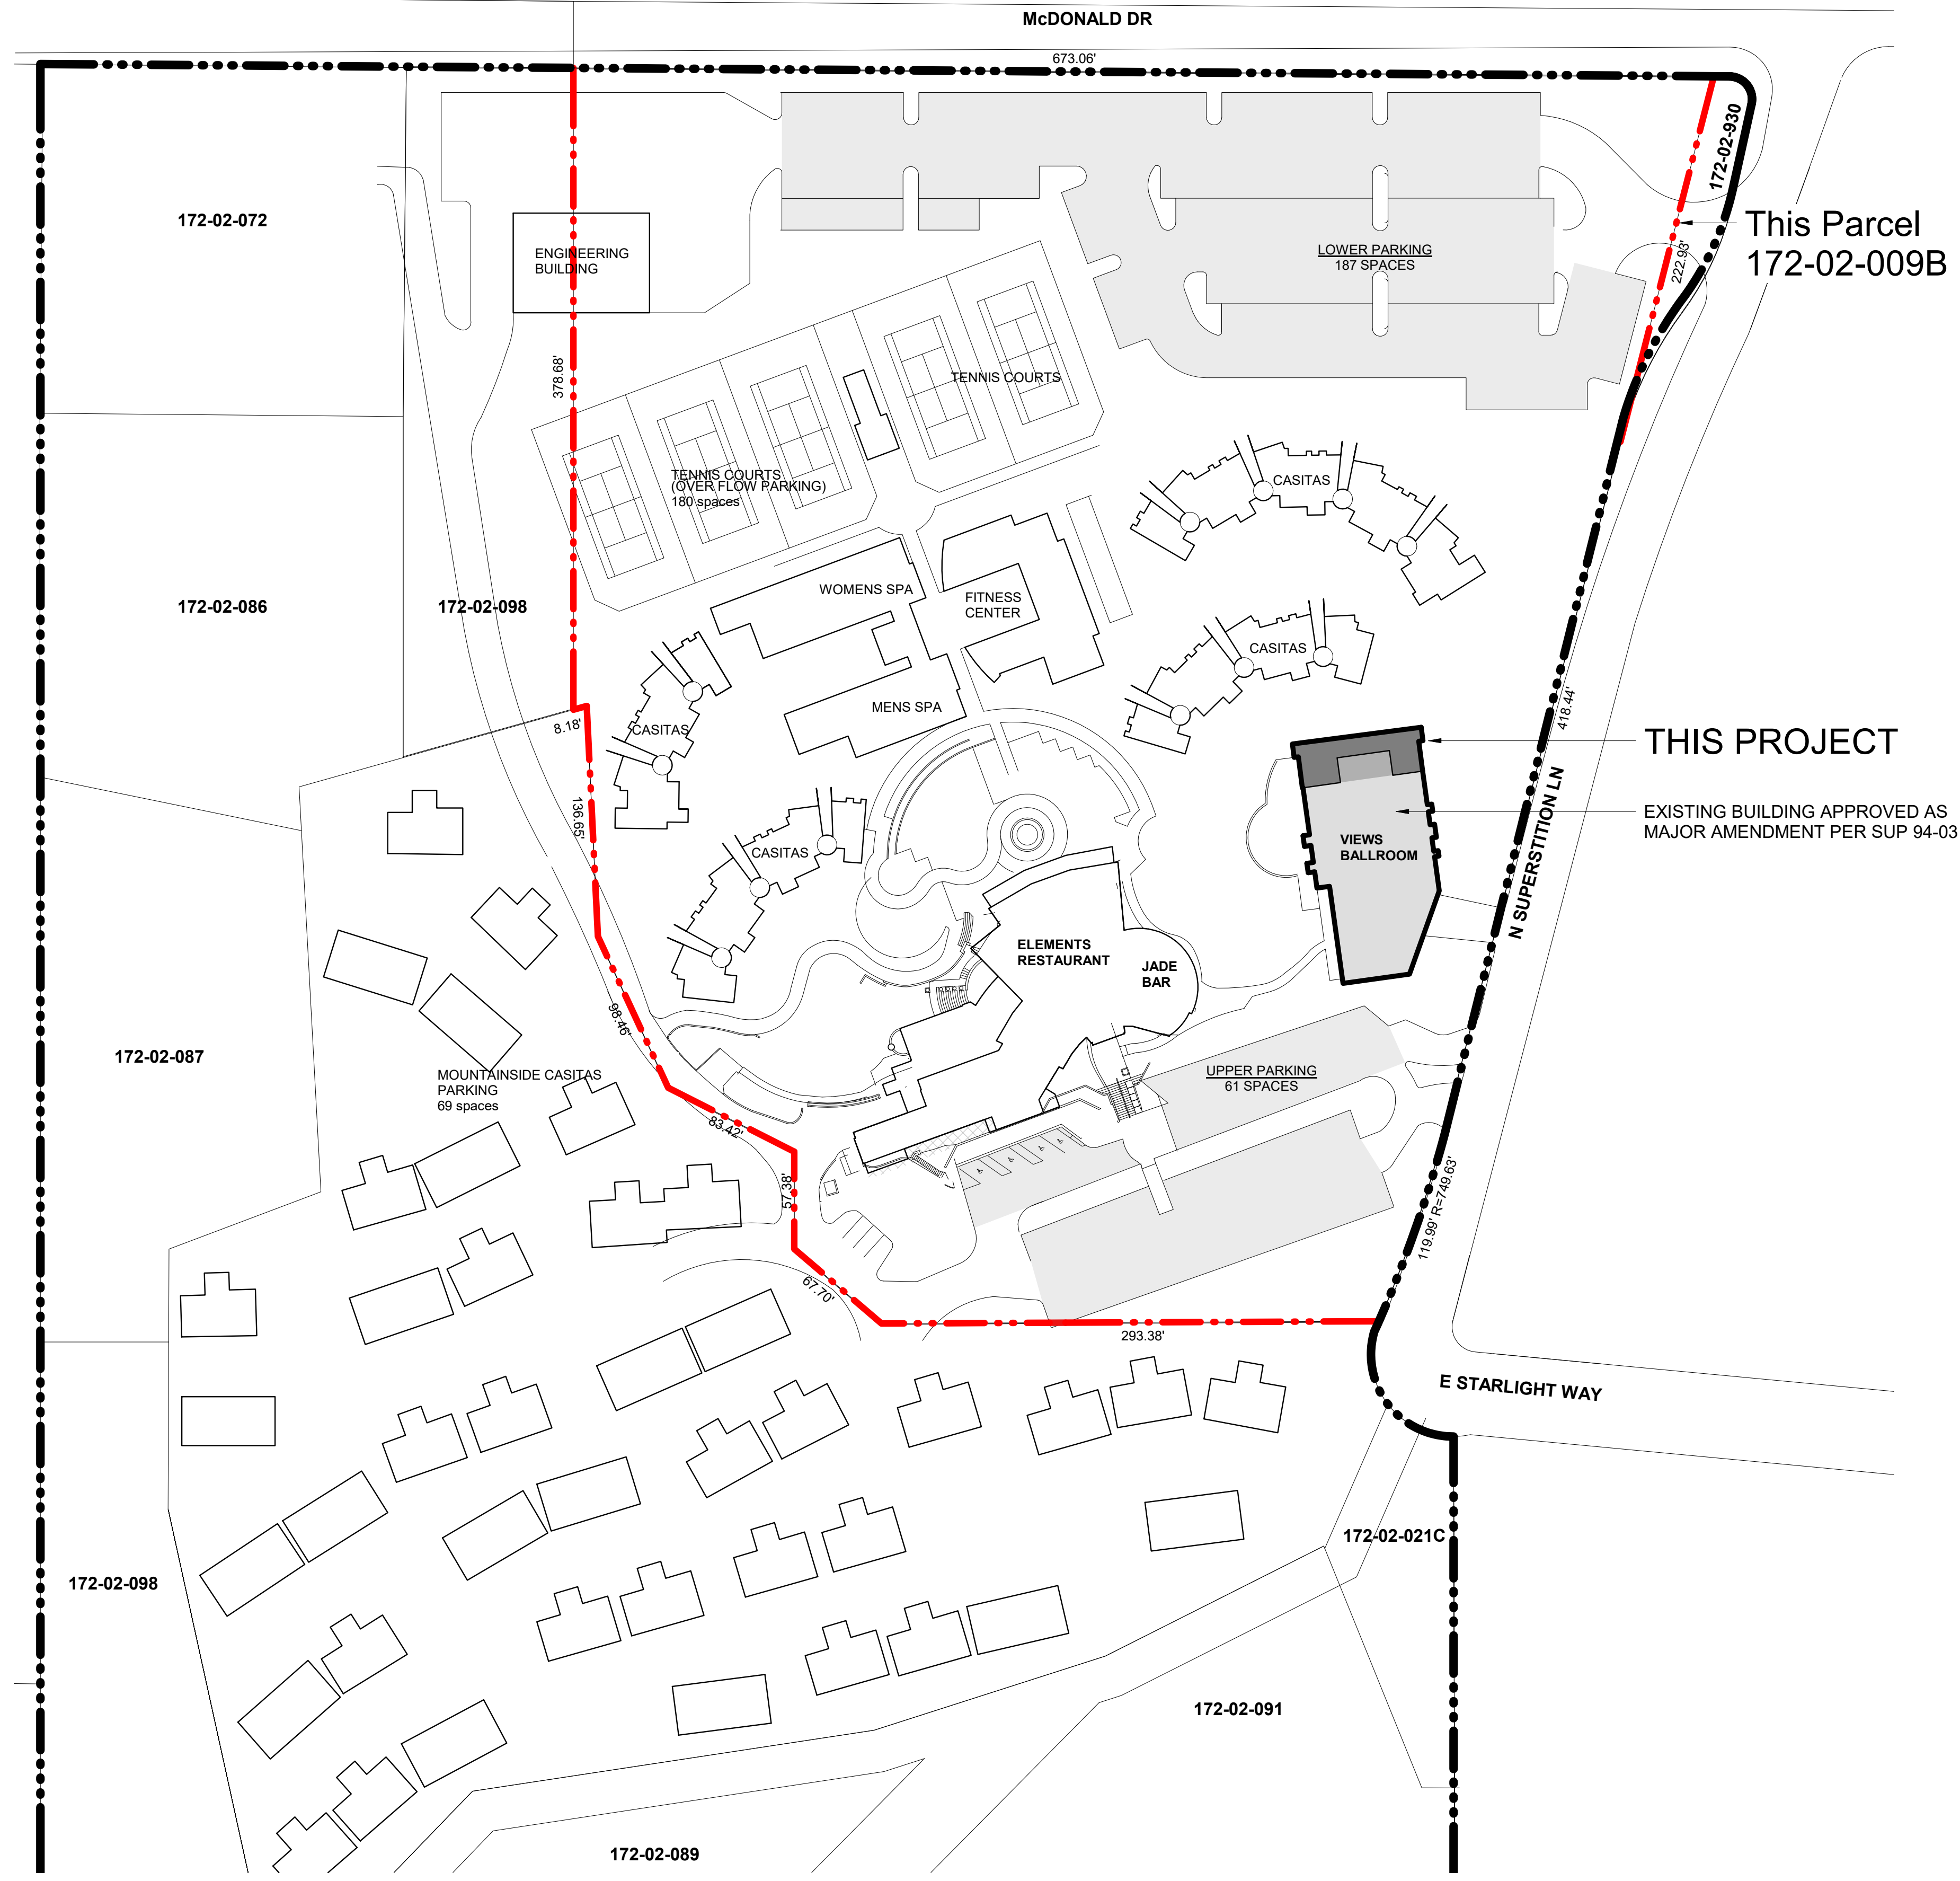 McDONALD DR
673.06'
172-02-930
172-02-072
This Parcel
172-02-009B
ENGINEERING
BUILDING
LOWER PARKING
187 SPACES
222.93'
378.68'
TENNIS COURTS
TENNIS COURTS
(OVER FLOW PARKING)
180 spaces
CASITAS
172-02-086
172-02-098
WOMENS SPA
FITNESS
CENTER
CASITAS
MENS SPA
8.18'
CASITAS
418.44'
THIS PROJECT
136.65'
EXISTING BUILDING APPROVED AS
MAJOR AMENDMENT PER SUP 94-03
VIEWS
BALLROOM
CASITAS
N SUPERSTITION LN
ELEMENTS
RESTAURANT
JADE
BAR
98.46'
172-02-087
MOUNTAINSIDE CASITAS
PARKING
69 spaces
UPPER PARKING
61 SPACES
83.42'
57.38'
119.99' R=749.63'
67.70'
293.38'
E STARLIGHT WAY
172-02-021C
172-02-098
172-02-091
172-02-089